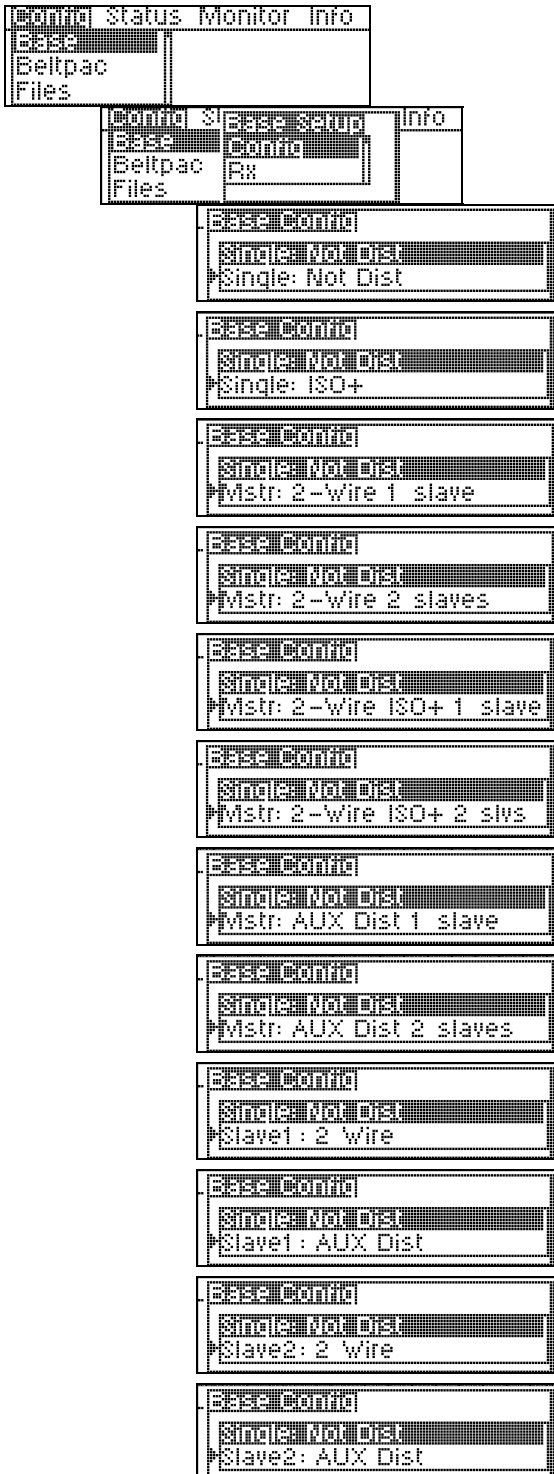 Config Status Monitor Info
Base
Beltpac
Files
Config S Base Setup Info
Base Config
Beltpac Rx
Files
Base Config
Single: Not Dist
Single: Not Dist
Base Config
Single: Not Dist
Single: ISO+
Base Config
Single: Not Dist
Mstr: 2-Wire 1 slave
Base Config
Single: Not Dist
Mstr: 2-Wire 2 slaves
Base Config
Single: Not Dist
Mstr: 2-Wire ISO+ 1 slave
Base Config
Single: Not Dist
Mstr: 2-Wire ISO+ 2 slvs
Base Config
Single: Not Dist
Mstr: AUX Dist 1 slave
Base Config
Single: Not Dist
Mstr: AUX Dist 2 slaves
Base Config
Single: Not Dist
Slave1: 2 Wire
Base Config
Single: Not Dist
Slave1: AUX Dist
Base Config
Single: Not Dist
Slave2: 2 Wire
Base Config
Single: Not Dist
Slave2: AUX Dist